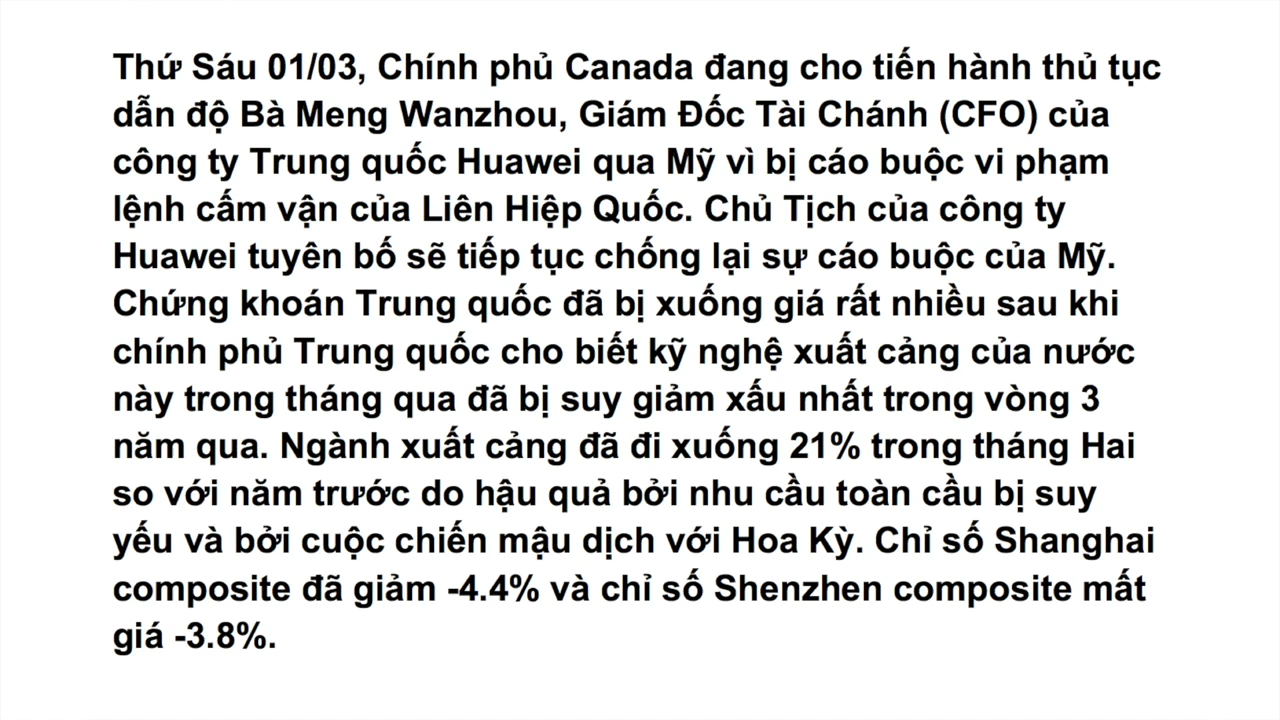 Thứ Sáu 01/03, Chính phủ Canada đang cho tiến hành thủ tục
dẫn độ Bà Meng Wanzhou, Giám Đốc Tài Chánh (CFO) của
công ty Trung quốc Huawei qua Mỹ vì bị cáo buộc vi phạm
lệnh cấm vận của Liên Hiệp Quốc. Chủ Tịch của công ty
Huawei tuyên bố sẽ tiếp tục chống lại sự cáo buộc của Mỹ.
Chứng khoán Trung quốc đã bị xuống giá rất nhiều sau khi
chính phủ Trung quốc cho biết kỹ nghệ xuất cảng của nước
này trong tháng qua đã bị suy giảm xấu nhất trong vòng 3
năm qua. Ngành xuất cảng đã đi xuống 21% trong tháng Hai
so với năm trước do hậu quả bởi nhu cầu toàn cầu bị suy
yếu và bởi cuộc chiến mậu dịch với Hoa Kỳ. Chỉ số Shanghai
composite đã giảm -4.4% và chỉ số Shenzhen composite mất
giá -3.8%.